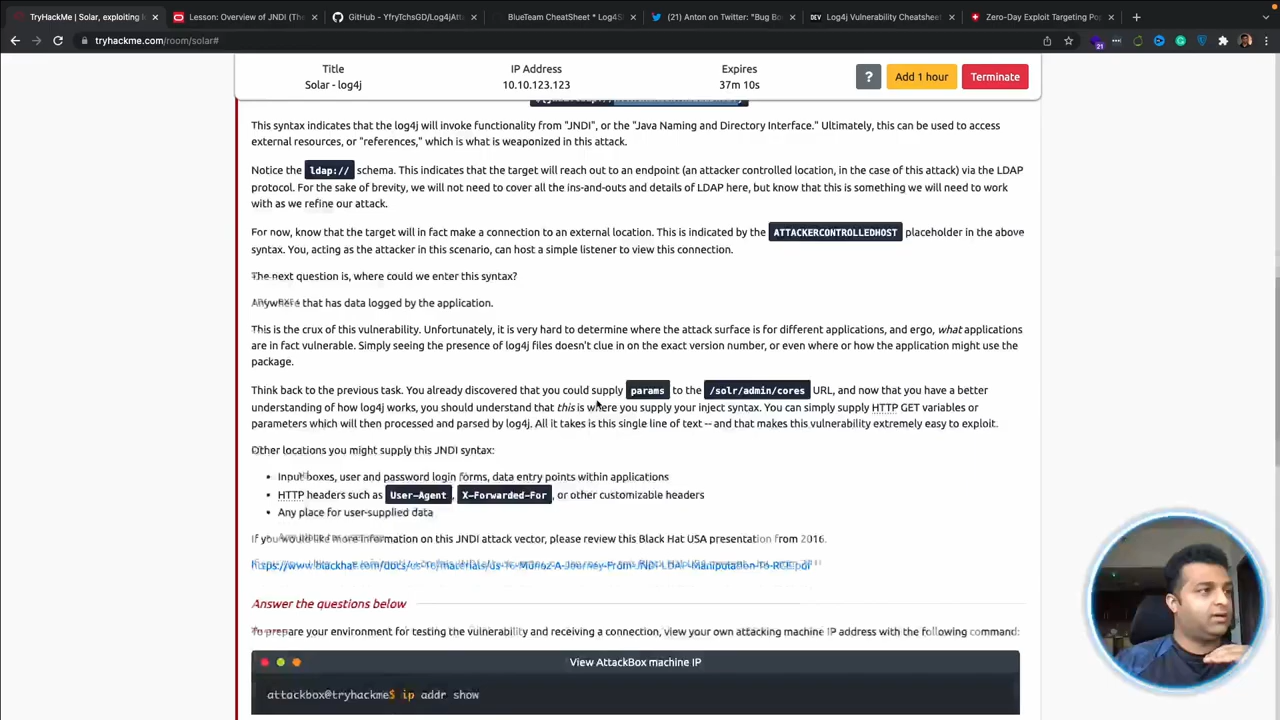 TryHackMe | Solar, exploiting lo
Lesson: Overview of JNDI (The
GitHub - YfryTchsGD/Log4jAtt
BlueTeam CheatSheet * Log4S
(21) Anton on Twitter: "Bug Bo
DEV Log4j Vulnerability Cheatsheet
Zero-Day Exploit Targeting Po
tryhackme.com/room/solar#
21
Title IP Address Expires
Solar - log4j 10.10.123.123 37m 10s
? Add 1 hour Terminate
This syntax indicates that the log4j will invoke functionality from "JNDI", or the "Java Naming and Directory Interface." Ultimately, this can be used to access
external resources, or "references," which is what is weaponized in this attack.
Notice the ldap:// schema. This indicates that the target will reach out to an endpoint (an attacker controlled location, in the case of this attack) via the LDAP
protocol. For the sake of brevity, we will not need to cover all the ins-and-outs and details of LDAP here, but know that this is something we will need to work
with as we refine our attack.
For now, know that the target will in fact make a connection to an external location. This is indicated by the ATTACKERCONTROLLEDHOST placeholder in the above
syntax. You, acting as the attacker in this scenario, can host a simple listener to view this connection.
The next question is, where could we enter this syntax?
Anywhere that has data logged by the application.
This is the crux of this vulnerability. Unfortunately, it is very hard to determine where the attack surface is for different applications, and ergo, what applications
are in fact vulnerable. Simply seeing the presence of log4j files doesn't clue in on the exact version number, or even where or how the application might use the
package.
Think back to the previous task. You already discovered that you could supply params to the /solr/admin/cores URL, and now that you have a better
understanding of how log4j works, you should understand that this is where you supply your inject syntax. You can simply supply HTTP GET variables or
parameters which will then processed and parsed by log4j. All it takes is this single line of text -- and that makes this vulnerability extremely easy to exploit.
Other locations you might supply this JNDI syntax:
• Input boxes, user and password login forms, data entry points within applications
• HTTP headers such as User-Agent, X-Forwarded-For, or other customizable headers
• Any place for user-supplied data
If you would like more information on this JNDI attack vector, please review this Black Hat USA presentation from 2016.
https://www.blackhat.com/docs/us-16/materials/us-16-Munoz-A-Journey-From-JNDI-LDAP-Manipulation-To-RCE.pdf
Answer the questions below
To prepare your environment for testing the vulnerability and receiving a connection, view your own attacking machine IP address with the following command:
View AttackBox machine IP
attackbox@tryhackme$ ip addr show